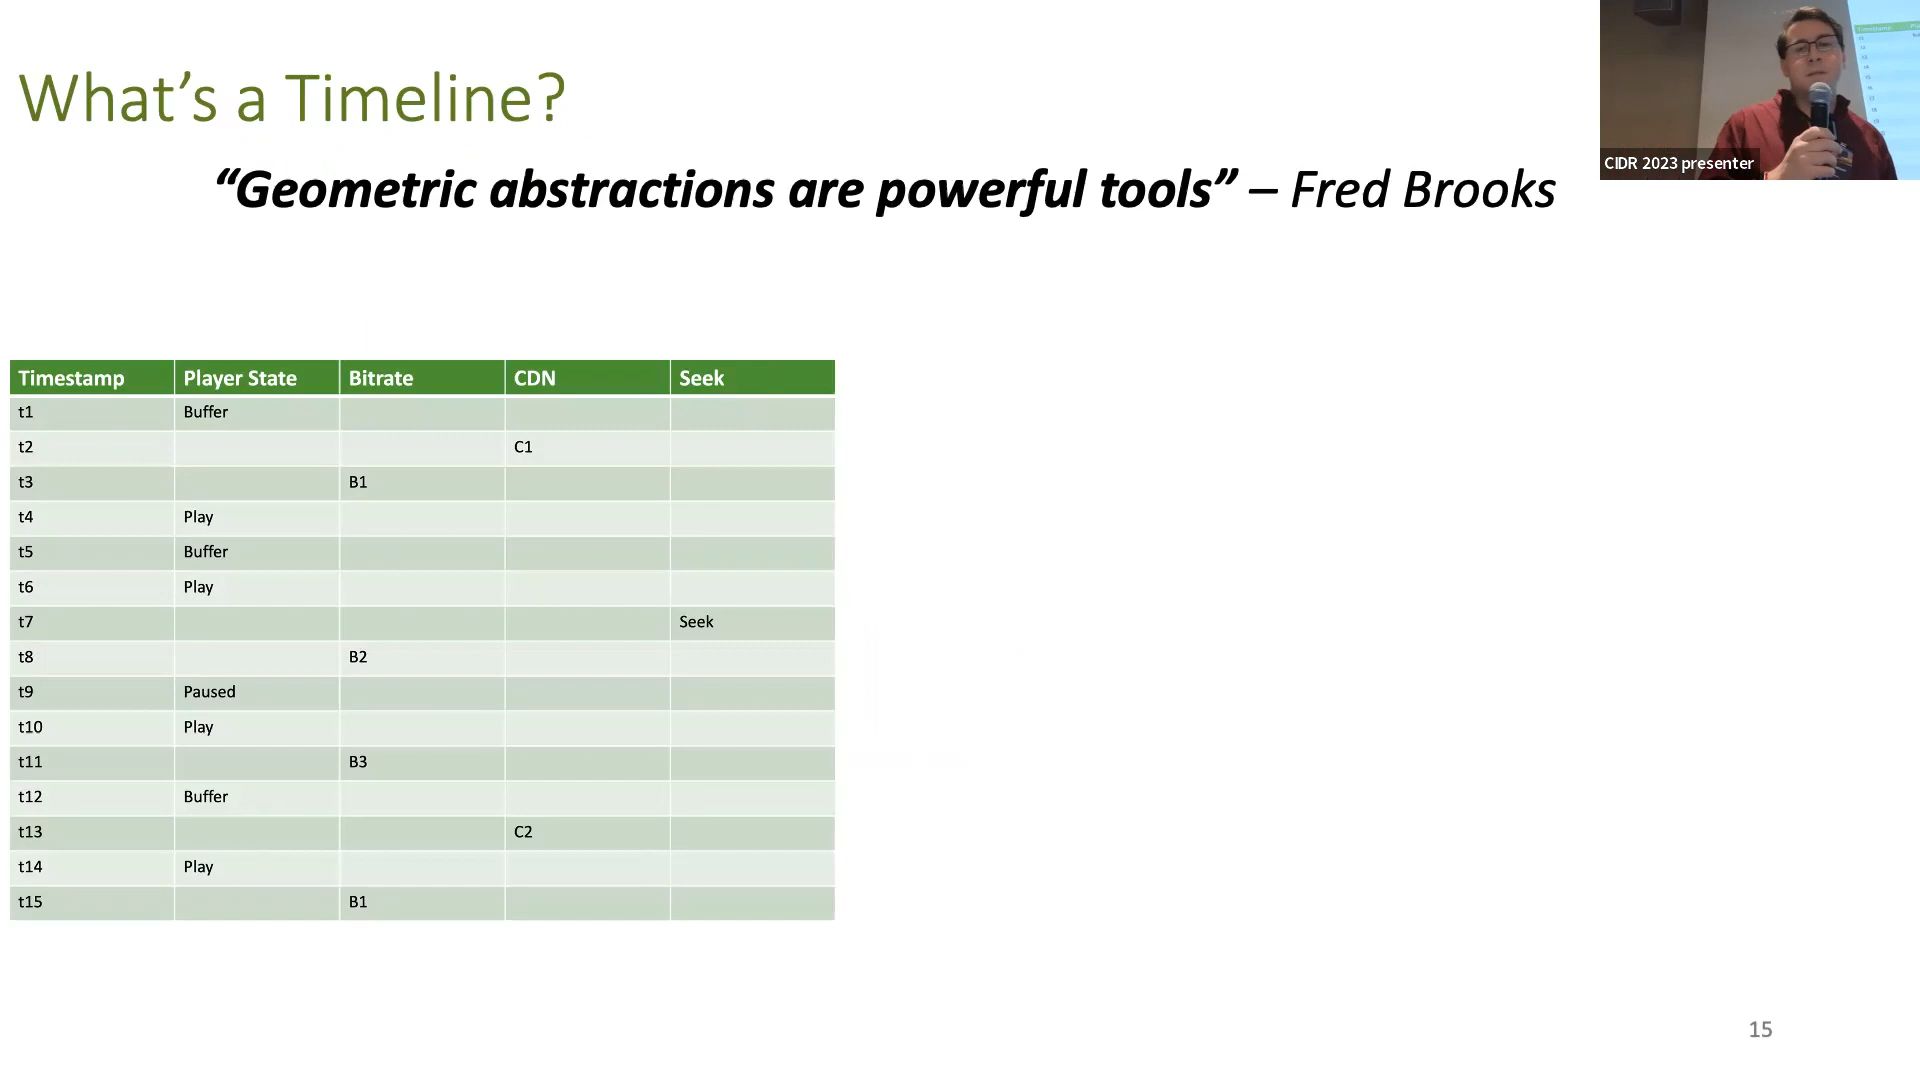 What's a Timeline?
“Geometric abstractions are powerful tools” – Fred Brooks
CIDR 2023 presenter
Timestamp Player State Bitrate CDN Seek
t1 Buffer
t2 C1
t3 B1
t4 Play
t5 Buffer
t6 Play
t7 Seek
t8 B2
t9 Paused
t10 Play
t11 B3
t12 Buffer
t13 C2
t14 Play
t15 B1
15